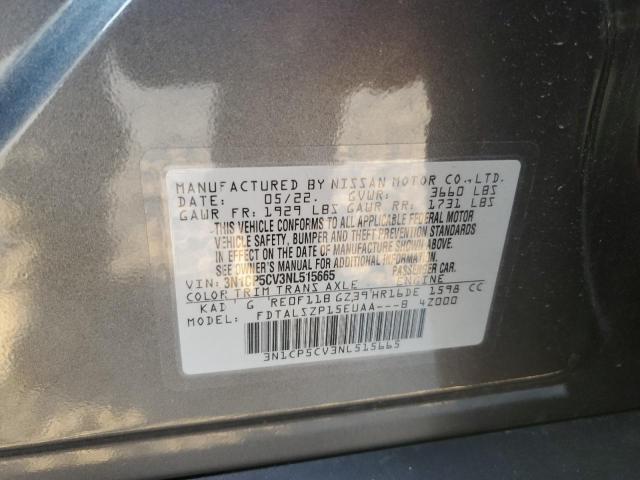 MANUFACTURED BY NISSAN MOTOR CO.,LTD.
DATE: 05/22. GVWR: 3660 LBS
GAWR FR: 1929 LBS GAWR RR: 1731 LBS
THIS VEHICLE CONFORMS TO ALL APPLICABLE FEDERAL MOTOR
VEHICLE SAFETY, BUMPER AND THEFT PREVENTION STANDARDS
IN EFFECT ON THE DATE OF MANUFACTURE SHOWN ABOVE.
SEE OWNER'S MANUAL FOR ADDITIONAL INFORMATION.
VIN: 3N1CP5CV3NL515665 PASSENGER CAR.
COLOR TRIM TRANS AXLE ENGINE
KAD G RE0F11B GZ39 HR16DE 1598 CC
MODEL: FDTALSZP15EUAA---B 4Z000
3N1CP5CV3NL515665